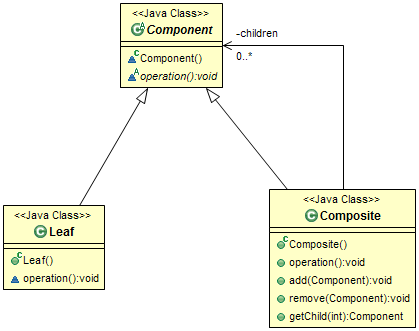 <<Java Class>>
Component
Component()
operation():void
-children
0..*
<<Java Class>>
Leaf
Leaf()
operation():void
<<Java Class>>
Composite
Composite()
operation():void
add(Component):void
remove(Component):void
getChild(int):Component